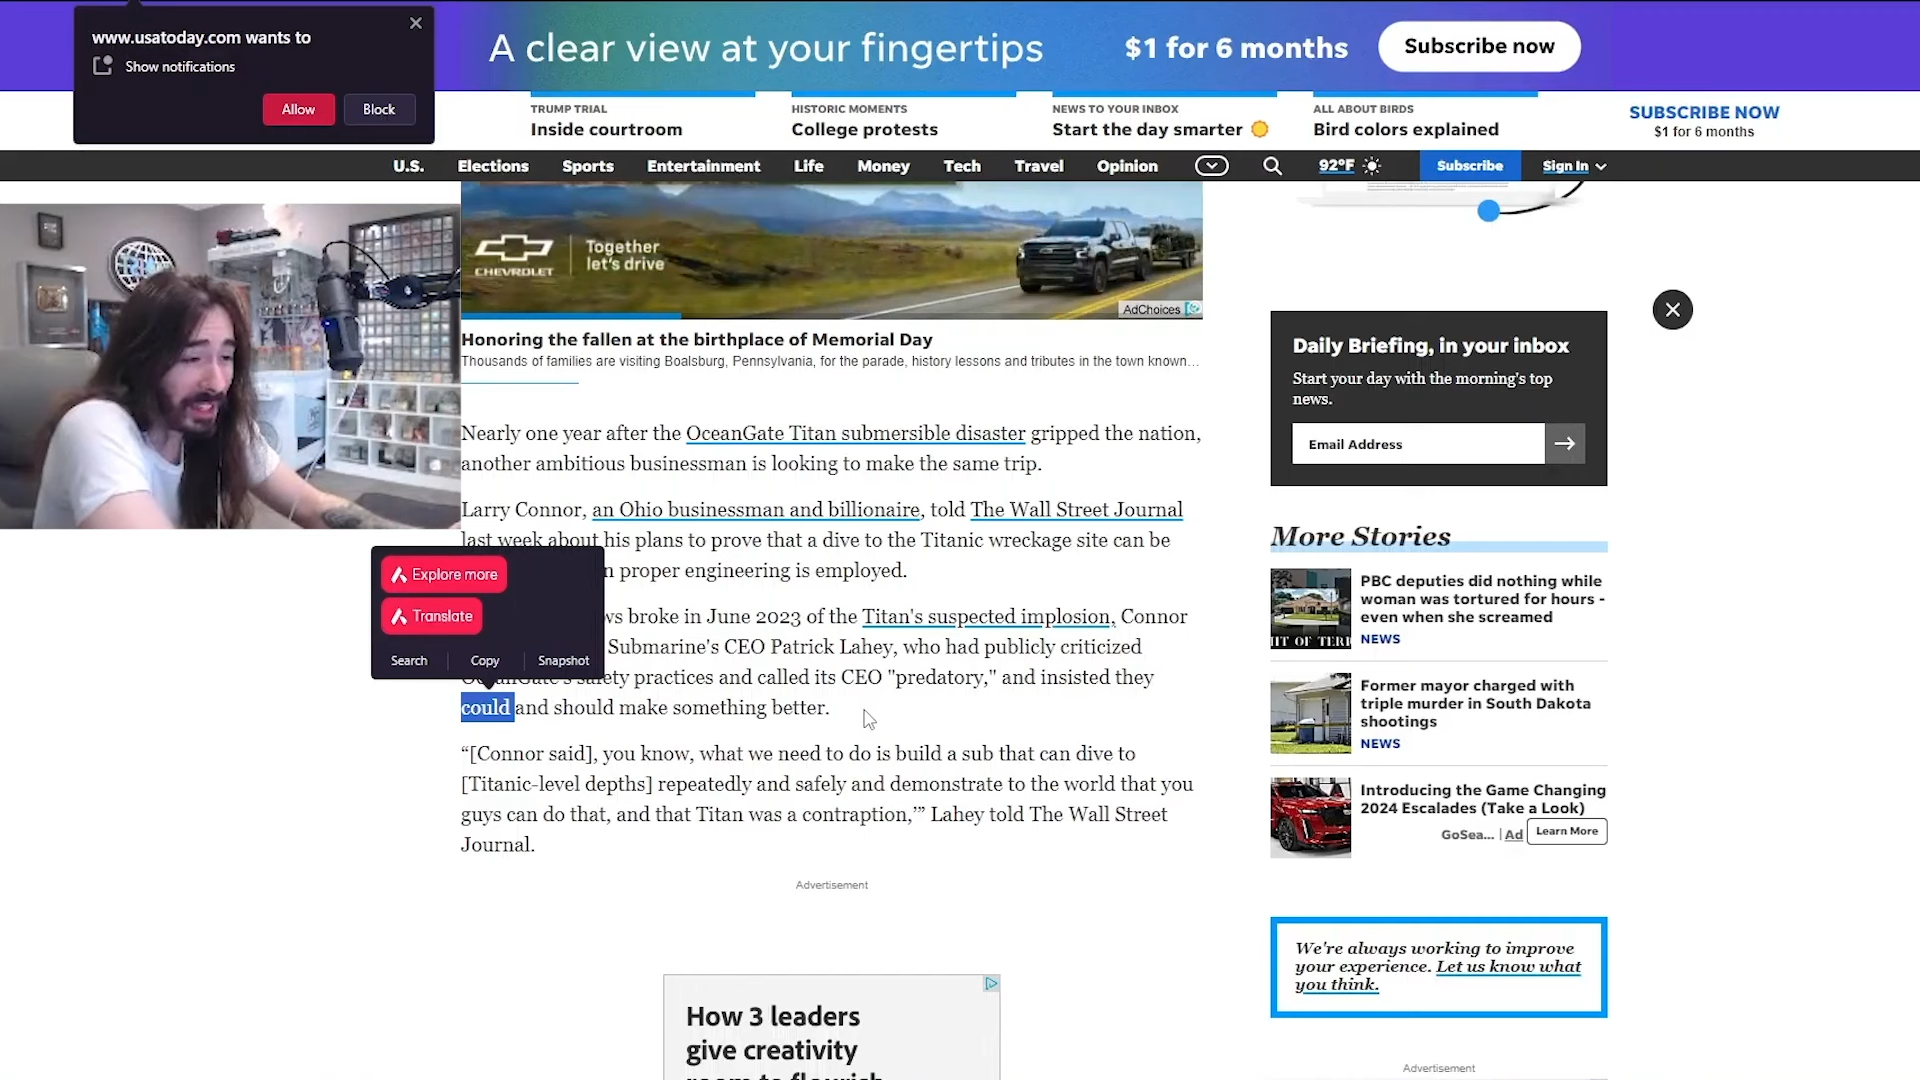 www.usatoday.com wants to
Show notifications
Allow
Block
A clear view at your fingertips
$1 for 6 months
Subscribe now
TRUMP TRIAL
Inside courtroom
HISTORIC MOMENTS
College protests
NEWS TO YOUR INBOX
Start the day smarter
ALL ABOUT BIRDS
Bird colors explained
SUBSCRIBE NOW
$1 for 6 months
U.S.
Elections
Sports
Entertainment
Life
Money
Tech
Travel
Opinion
92°F
Subscribe
Sign In
CHEVROLET
Together
let's drive
AdChoices
Honoring the fallen at the birthplace of Memorial Day
Thousands of families are visiting Boalsburg, Pennsylvania, for the parade, history lessons and tributes in the town known...
Nearly one year after the OceanGate Titan submersible disaster gripped the nation,
another ambitious businessman is looking to make the same trip.
Larry Connor, an Ohio businessman and billionaire, told The Wall Street Journal
last week about his plans to prove that a dive to the Titanic wreckage site can be
n proper engineering is employed.
ws broke in June 2023 of the Titan's suspected implosion, Connor
Submarine's CEO Patrick Lahey, who had publicly criticized
OceanGate's safety practices and called its CEO "predatory," and insisted they
could and should make something better.
“[Connor said], you know, what we need to do is build a sub that can dive to
[Titanic-level depths] repeatedly and safely and demonstrate to the world that you
guys can do that, and that Titan was a contraption,’” Lahey told The Wall Street
Journal.
Explore more
Translate
Search
Copy
Snapshot
Advertisement
How 3 leaders
give creativity
room to flourish
Daily Briefing, in your inbox
Start your day with the morning's top
news.
Email Address
More Stories
PBC deputies did nothing while
woman was tortured for hours -
even when she screamed
NEWS
Former mayor charged with
triple murder in South Dakota
shootings
NEWS
Introducing the Game Changing
2024 Escalades (Take a Look)
GoSea... | Ad
Learn More
We're always working to improve
your experience. Let us know what
you think.
Advertisement